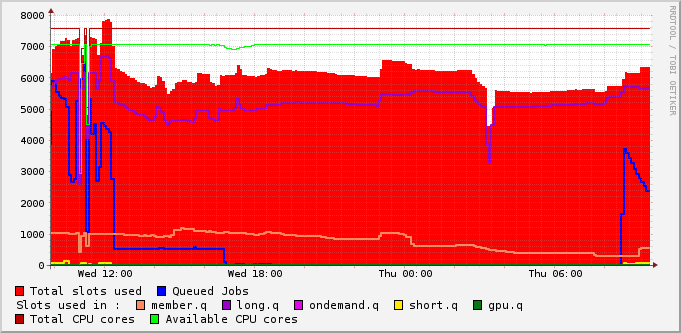 8000
7000
6000
5000
4000
3000
2000
1000
0
Wed 12:00 Wed 18:00 Thu 00:00 Thu 06:00
Total slots used Queued Jobs
Slots used in : member.q long.q ondemand.q short.q gpu.q
Total CPU cores Available CPU cores
RRDTOOL / TOBI OETIKER